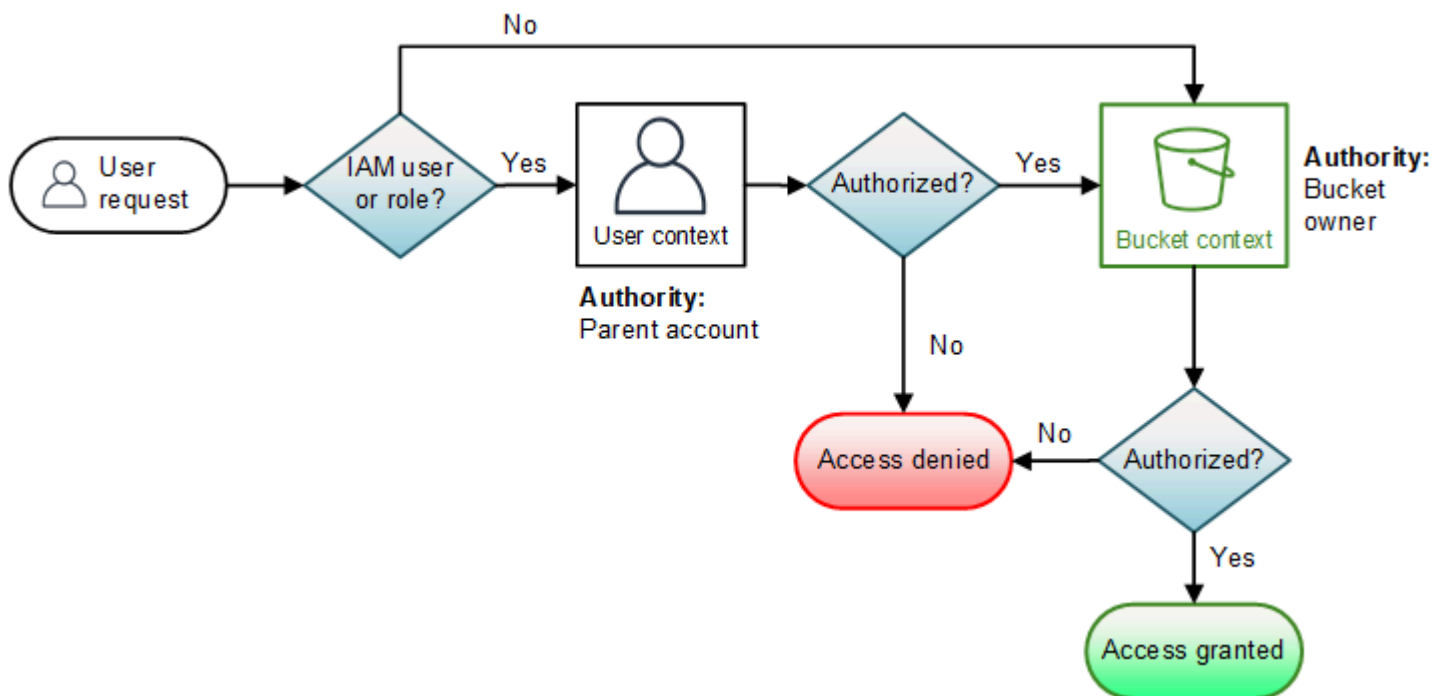 No
User
request
IAM user
or role?
Yes
User context
Authority:
Parent account
Authorized?
Yes
Bucket context
Authority:
Bucket
owner
No
Access denied
No
Authorized?
Yes
Access granted